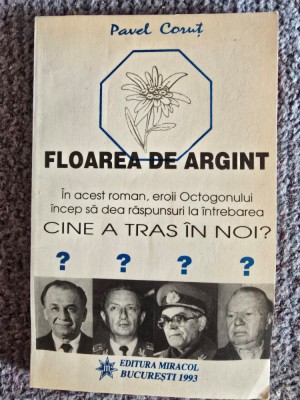 Pavel Coruț
FLOAREA DE ARGINT
În acest roman, eroii Octogonului
încep să dea răspunsuri la întrebarea
CINE A TRAS ÎN NOI?
? ? ? ?
EDITURA MIRACOL
BUCUREȘTI 1993